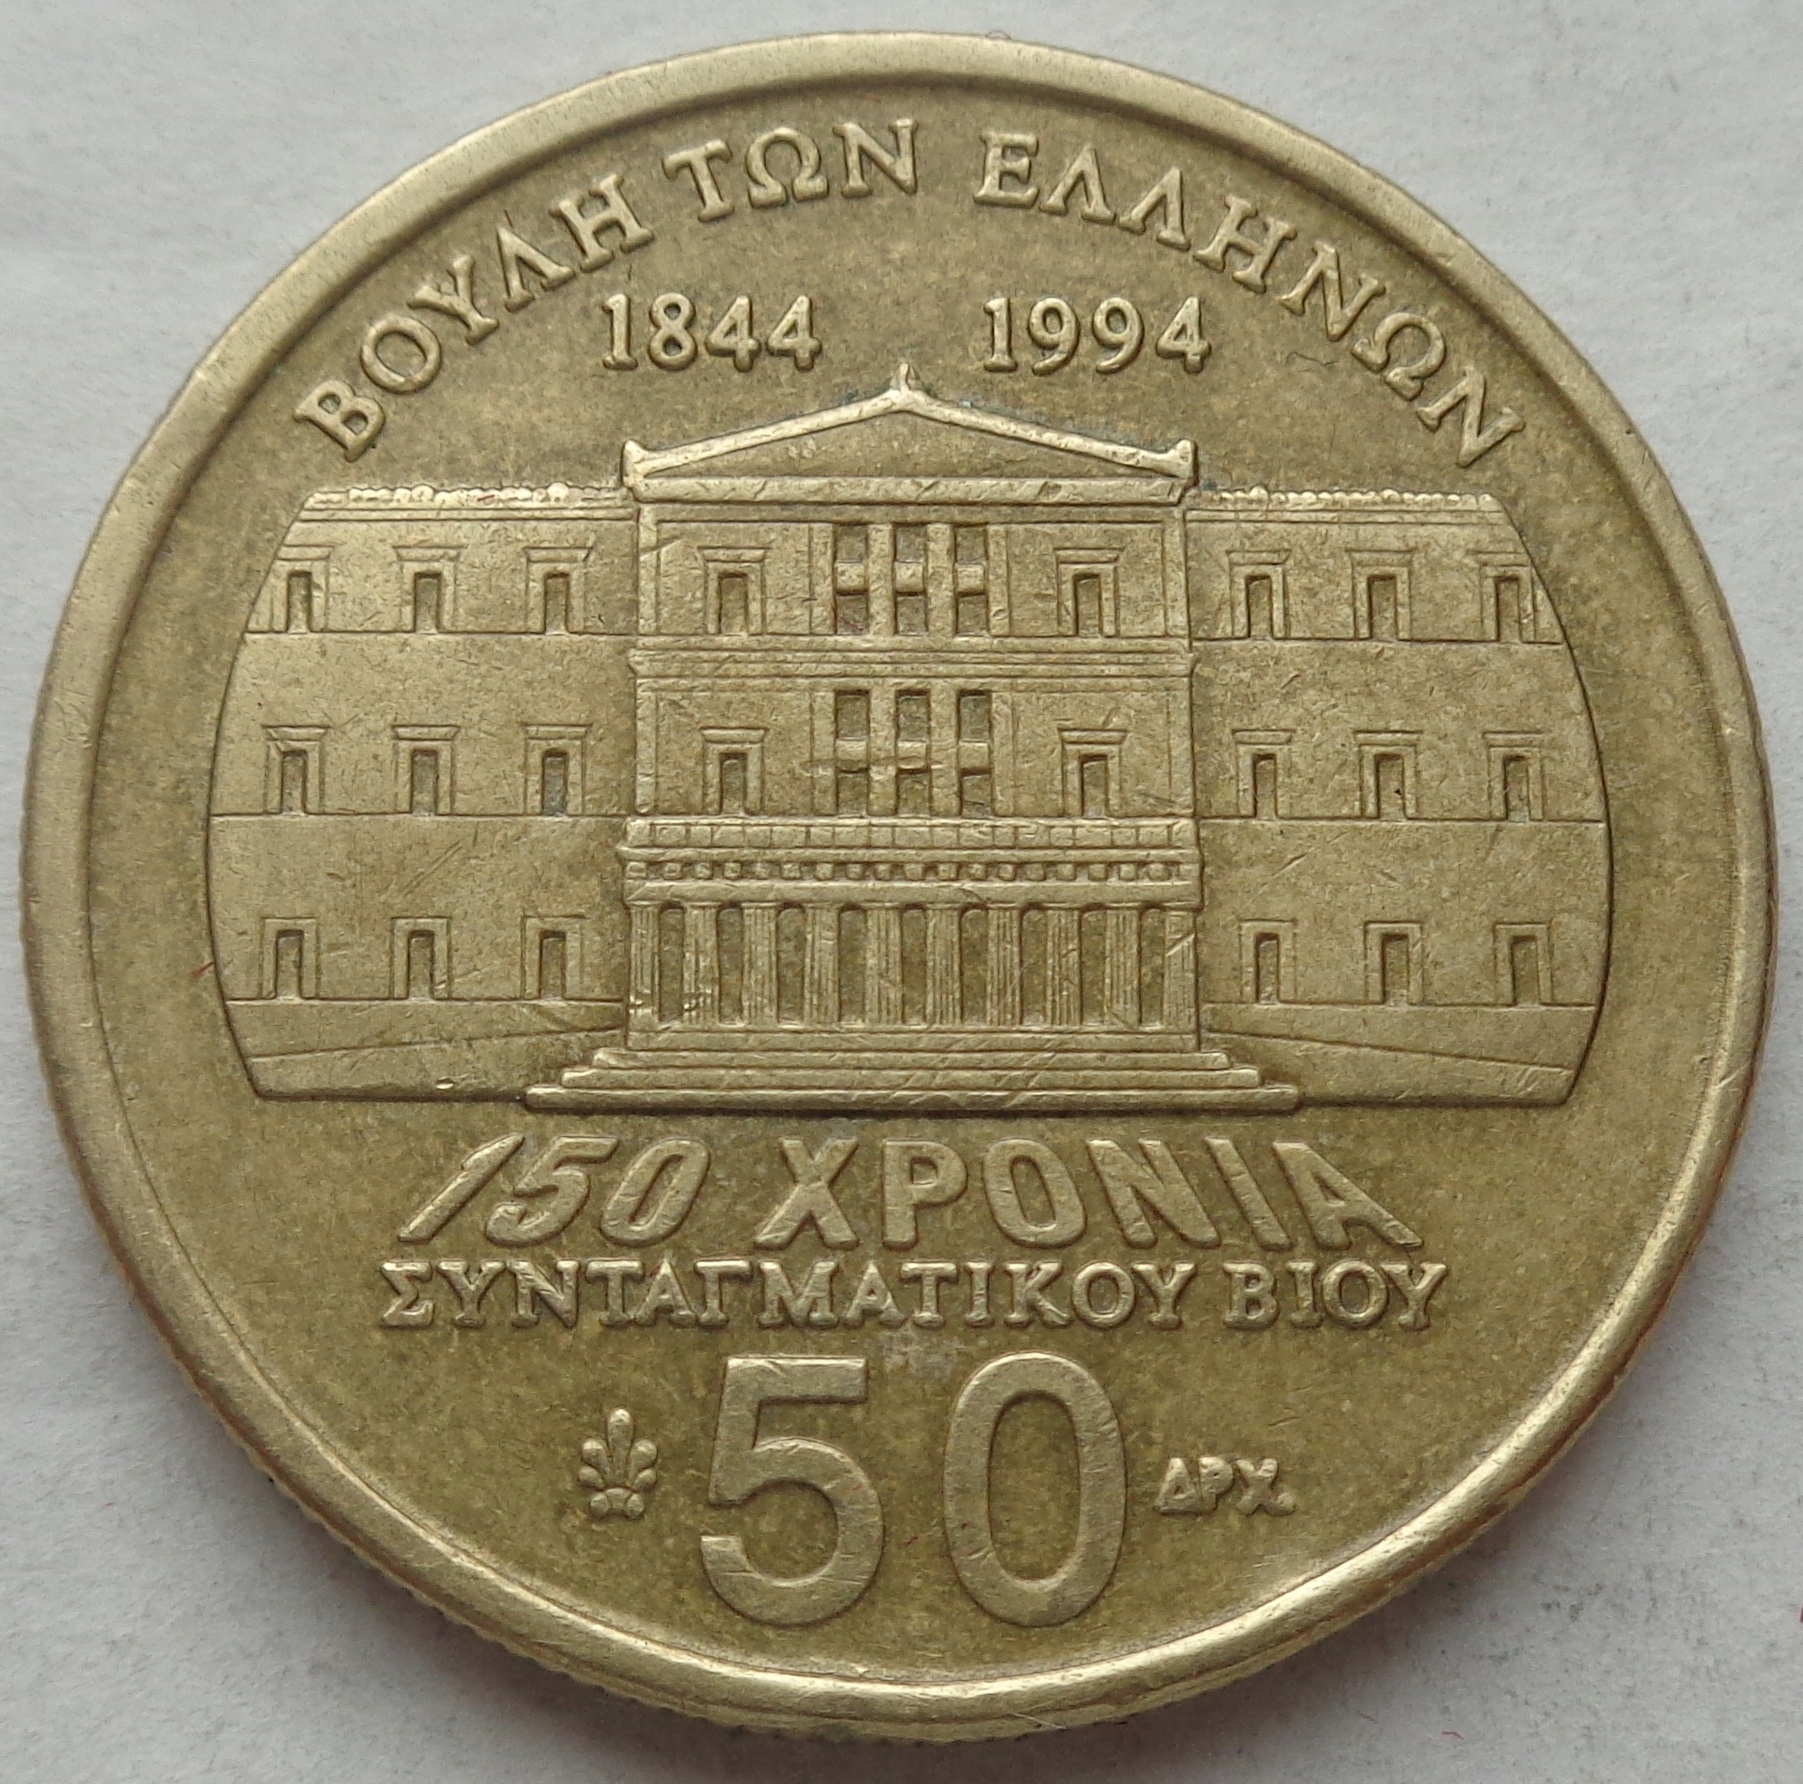 ΒΟΥΛΗ ΤΩΝ ΕΛΛΗΝΩΝ
1844 1994
150 ΧΡΟΝΙΑ
ΣΥΝΤΑΓΜΑΤΙΚΟΥ ΒΙΟΥ
50 ΔΡΧ.